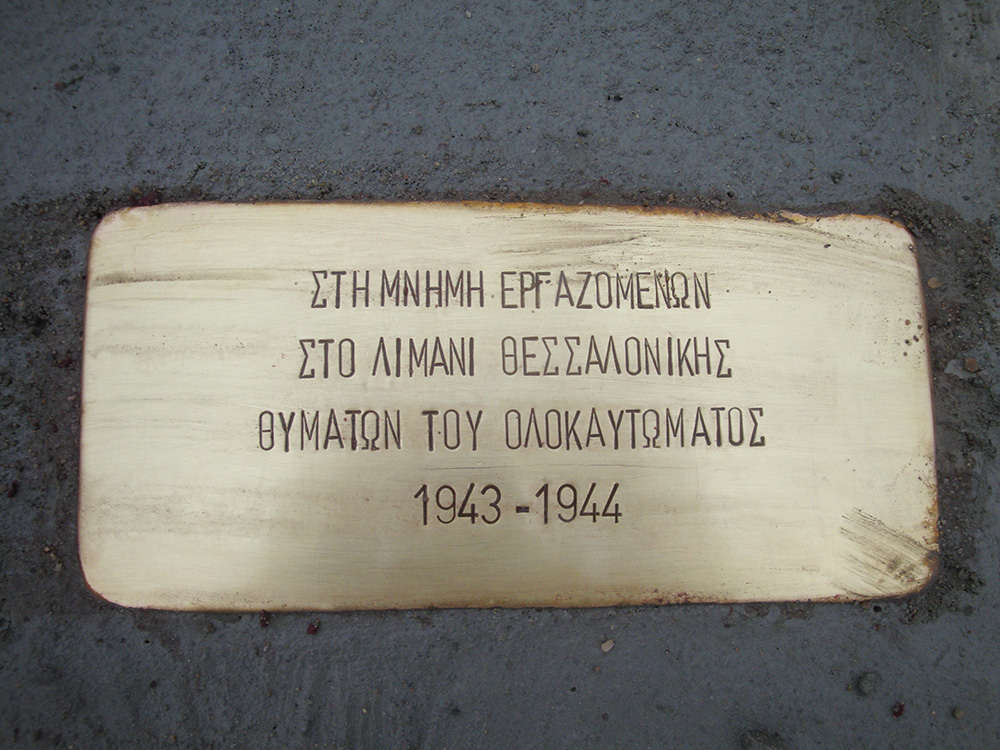 ΣΤΗ ΜΝΗΜΗ ΕΡΓΑΖΟΜΕΝΩΝ
ΣΤΟ ΛΙΜΑΝΙ ΘΕΣΣΑΛΟΝΙΚΗΣ
ΘΥΜΑΤΩΝ ΤΟΥ ΟΛΟΚΑΥΤΩΜΑΤΟΣ
1943 - 1944